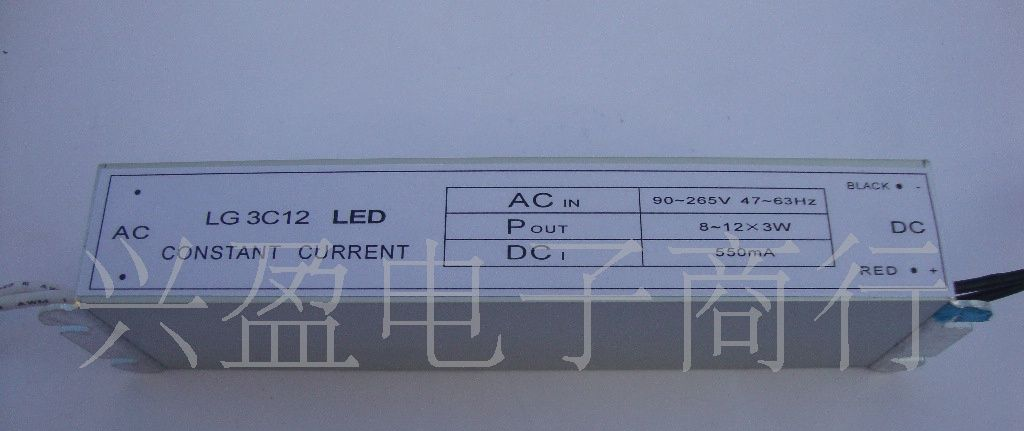 AC
LG 3C12 LED
CONSTANT CURRENT
AC IN 90~265V 47~63Hz
P OUT 8~12×3W
DC I 550mA
BLACK -
DC
RED +
兴盈电子商行